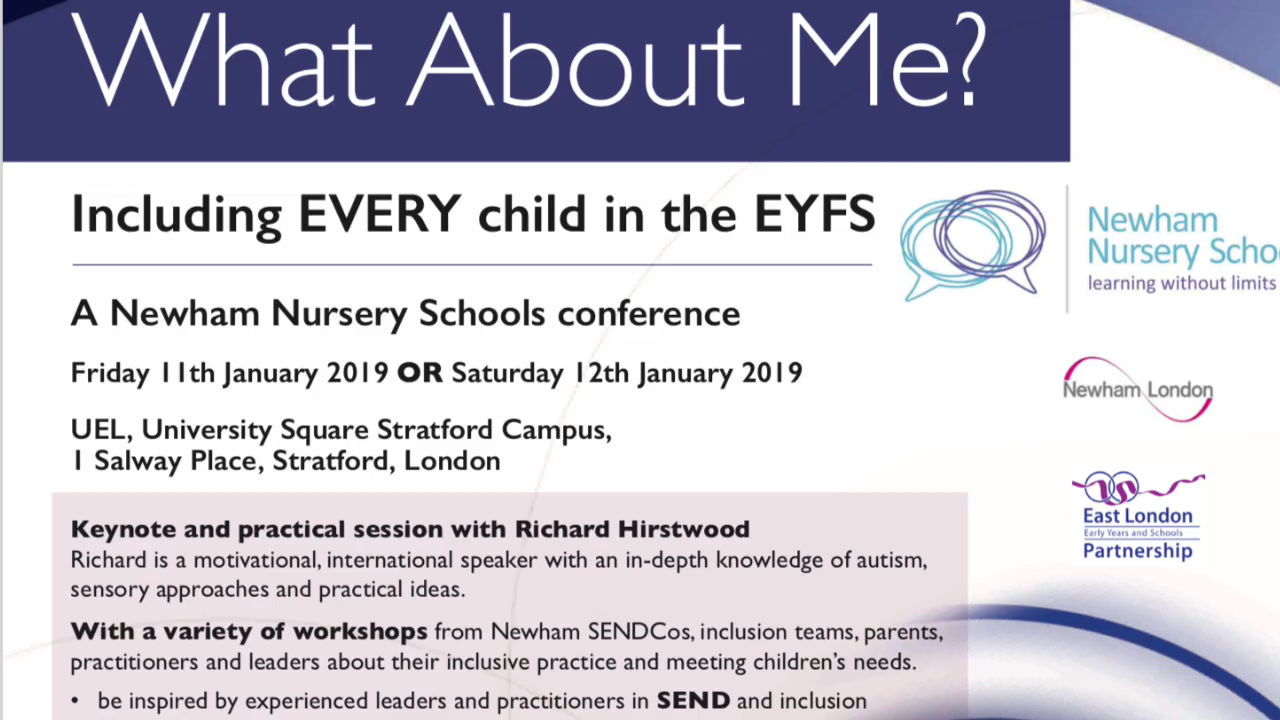 What About Me?
Including EVERY child in the EYFS
Newham
Nursery Scho
learning without limits
A Newham Nursery Schools conference
Friday 11th January 2019 OR Saturday 12th January 2019
Newham London
UEL, University Square Stratford Campus,
1 Salway Place, Stratford, London
East London
Early Years and Schools
Partnership
Keynote and practical session with Richard Hirstwood
Richard is a motivational, international speaker with an in-depth knowledge of autism,
sensory approaches and practical ideas.
With a variety of workshops from Newham SENDCos, inclusion teams, parents,
practitioners and leaders about their inclusive practice and meeting children's needs.
• be inspired by experienced leaders and practitioners in SEND and inclusion